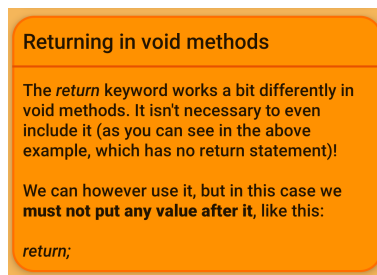 Returning in void methods
The return keyword works a bit differently in
void methods. It isn't necessary to even
include it (as you can see in the above
example, which has no return statement)!
We can however use it, but in this case we
must not put any value after it, like this:
return;